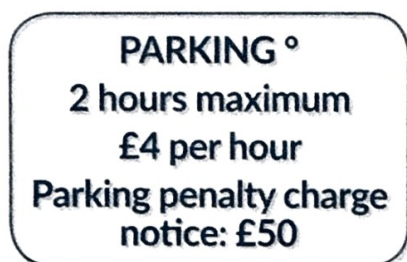 PARKING °
2 hours maximum
£4 per hour
Parking penalty charge
notice: £50